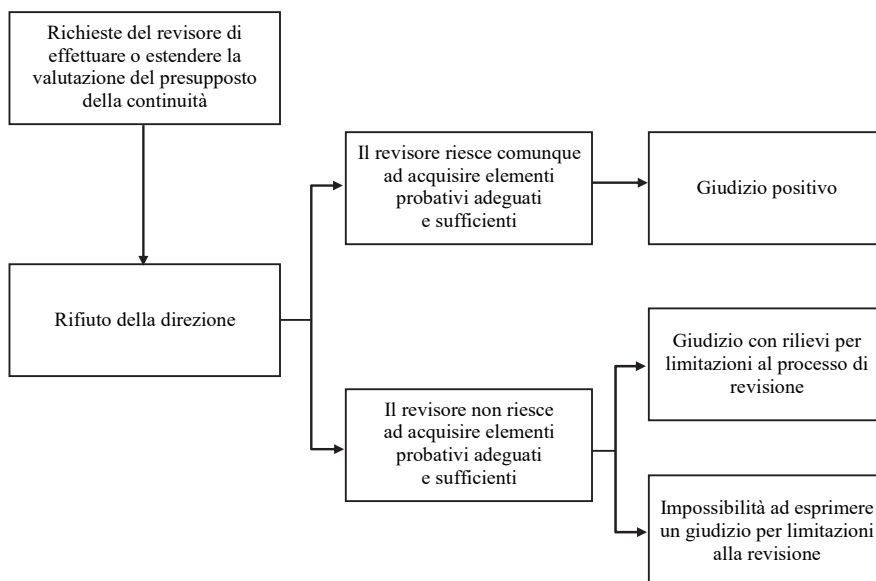 Richieste del revisore di
effettuare o estendere la
valutazione del presupposto
della continuità
Il revisore riesce comunque
ad acquisire elementi
probativi adeguati
e sufficienti
Giudizio positivo
Rifiuto della direzione
Giudizio con rilievi per
limitazioni al processo di
revisione
Il revisore non riesce
ad acquisire elementi
probativi adeguati
e sufficienti
Impossibilità ad esprimere
un giudizio per limitazioni
alla revisione